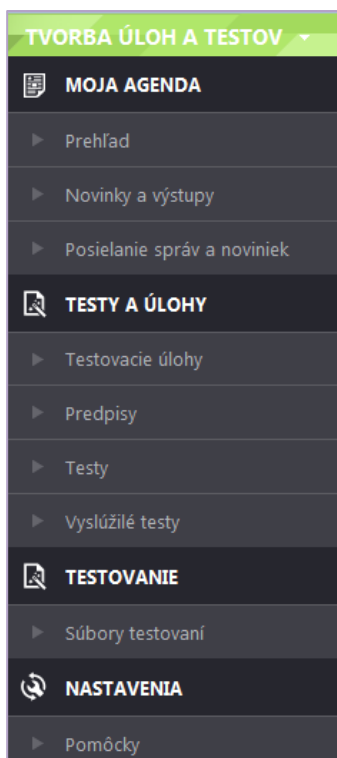 TVORBA ÚLOH A TESTOV
MOJA AGENDA
Prehľad
Novinky a výstupy
Posielanie správ a noviniek
TESTY A ÚLOHY
Testovacie úlohy
Predpisy
Testy
Vyslúžilé testy
TESTOVANIE
Súbory testovaní
NASTAVENIA
Pomôcky